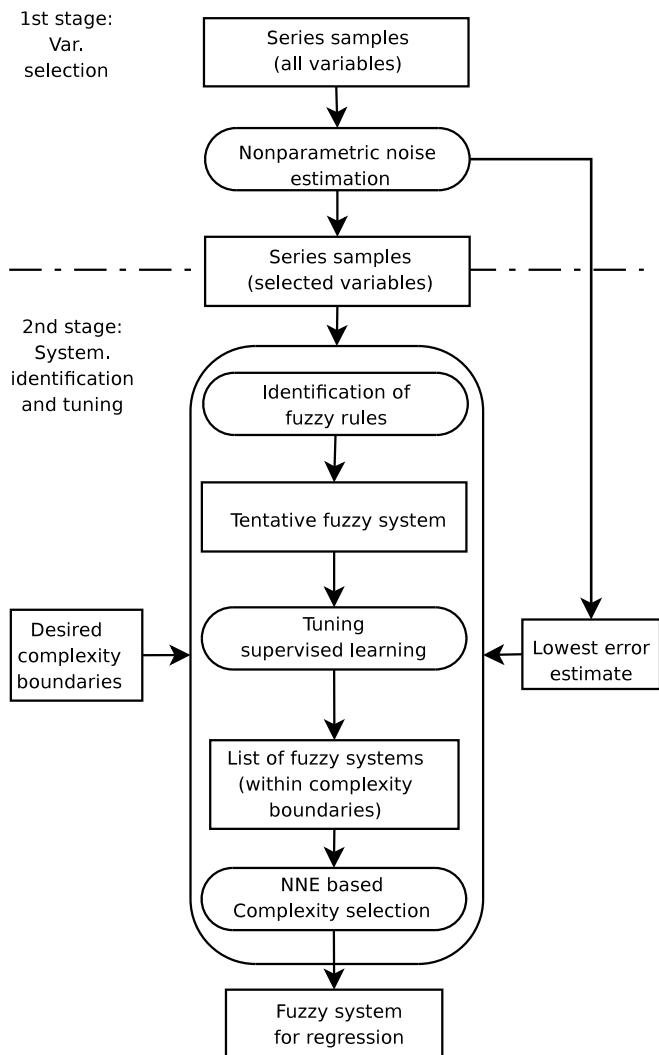 1st stage:
Var.
selection
Series samples
(all variables)
Nonparametric noise
estimation
Series samples
(selected variables)
2nd stage:
System.
identification
and tuning
Identification of
fuzzy rules
Tentative fuzzy system
Tuning
supervised learning
Desired
complexity
boundaries
Lowest error
estimate
List of fuzzy systems
(within complexity
boundaries)
NNE based
Complexity selection
Fuzzy system
for regression